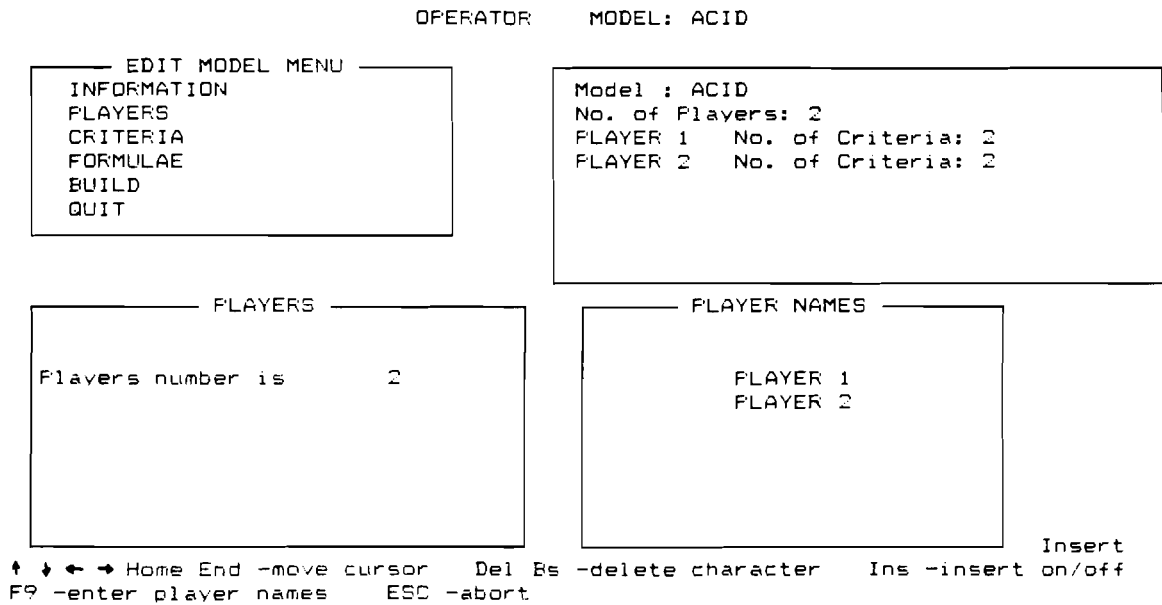 OPERATOR MODEL: ACID
EDIT MODEL MENU
INFORMATION
PLAYERS
CRITERIA
FORMULAE
BUILD
QUIT
Model : ACID
No. of Players: 2
PLAYER 1 No. of Criteria: 2
PLAYER 2 No. of Criteria: 2
PLAYERS
Players number is 2
PLAYER NAMES
PLAYER 1
PLAYER 2
Insert
↑ ↓ ← → Home End -move cursor Del Bs -delete character Ins -insert on/off
F9 -enter player names ESC -abort